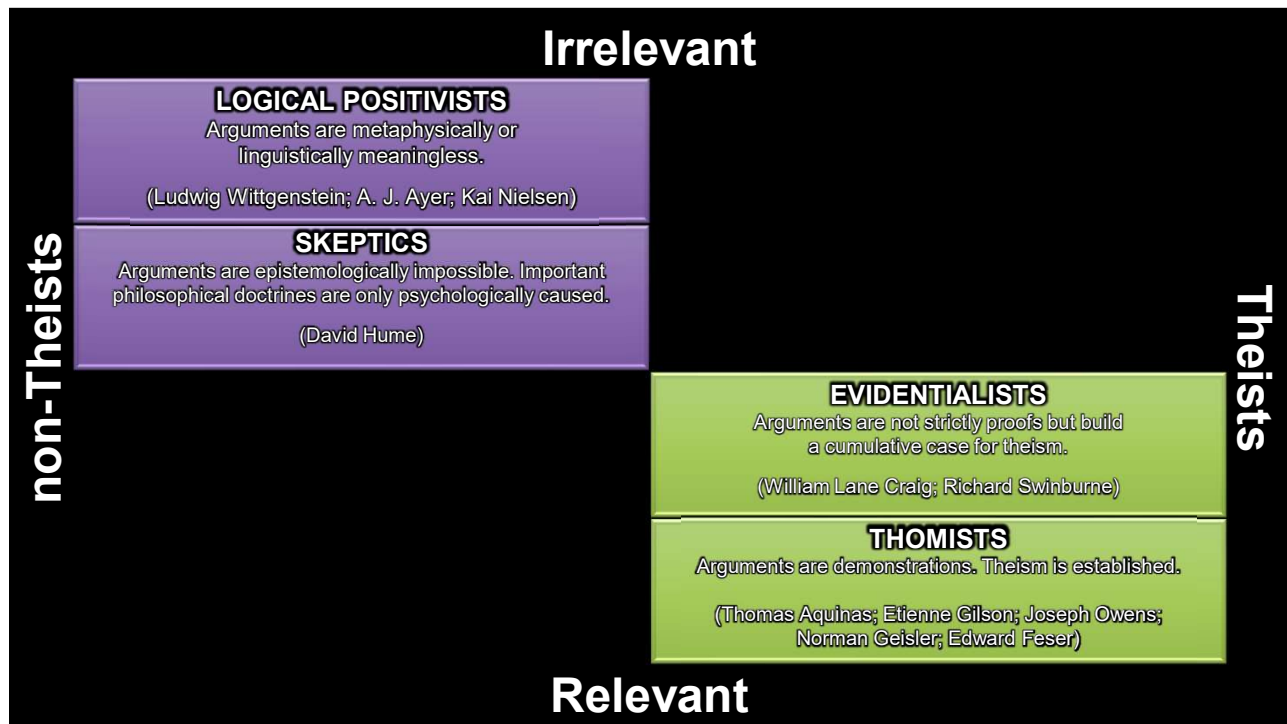 Irrelevant
LOGICAL POSITIVISTS
Arguments are metaphysically or
linguistically meaningless.
(Ludwig Wittgenstein; A. J. Ayer; Kai Nielsen)
SKEPTICS
Arguments are epistemologically impossible. Important
philosophical doctrines are only psychologically caused.
(David Hume)
non-Theists
Theists
EVIDENTIALISTS
Arguments are not strictly proofs but build
a cumulative case for theism.
(William Lane Craig; Richard Swinburne)
THOMISTS
Arguments are demonstrations. Theism is established.
(Thomas Aquinas; Etienne Gilson; Joseph Owens;
Norman Geisler; Edward Feser)
Relevant